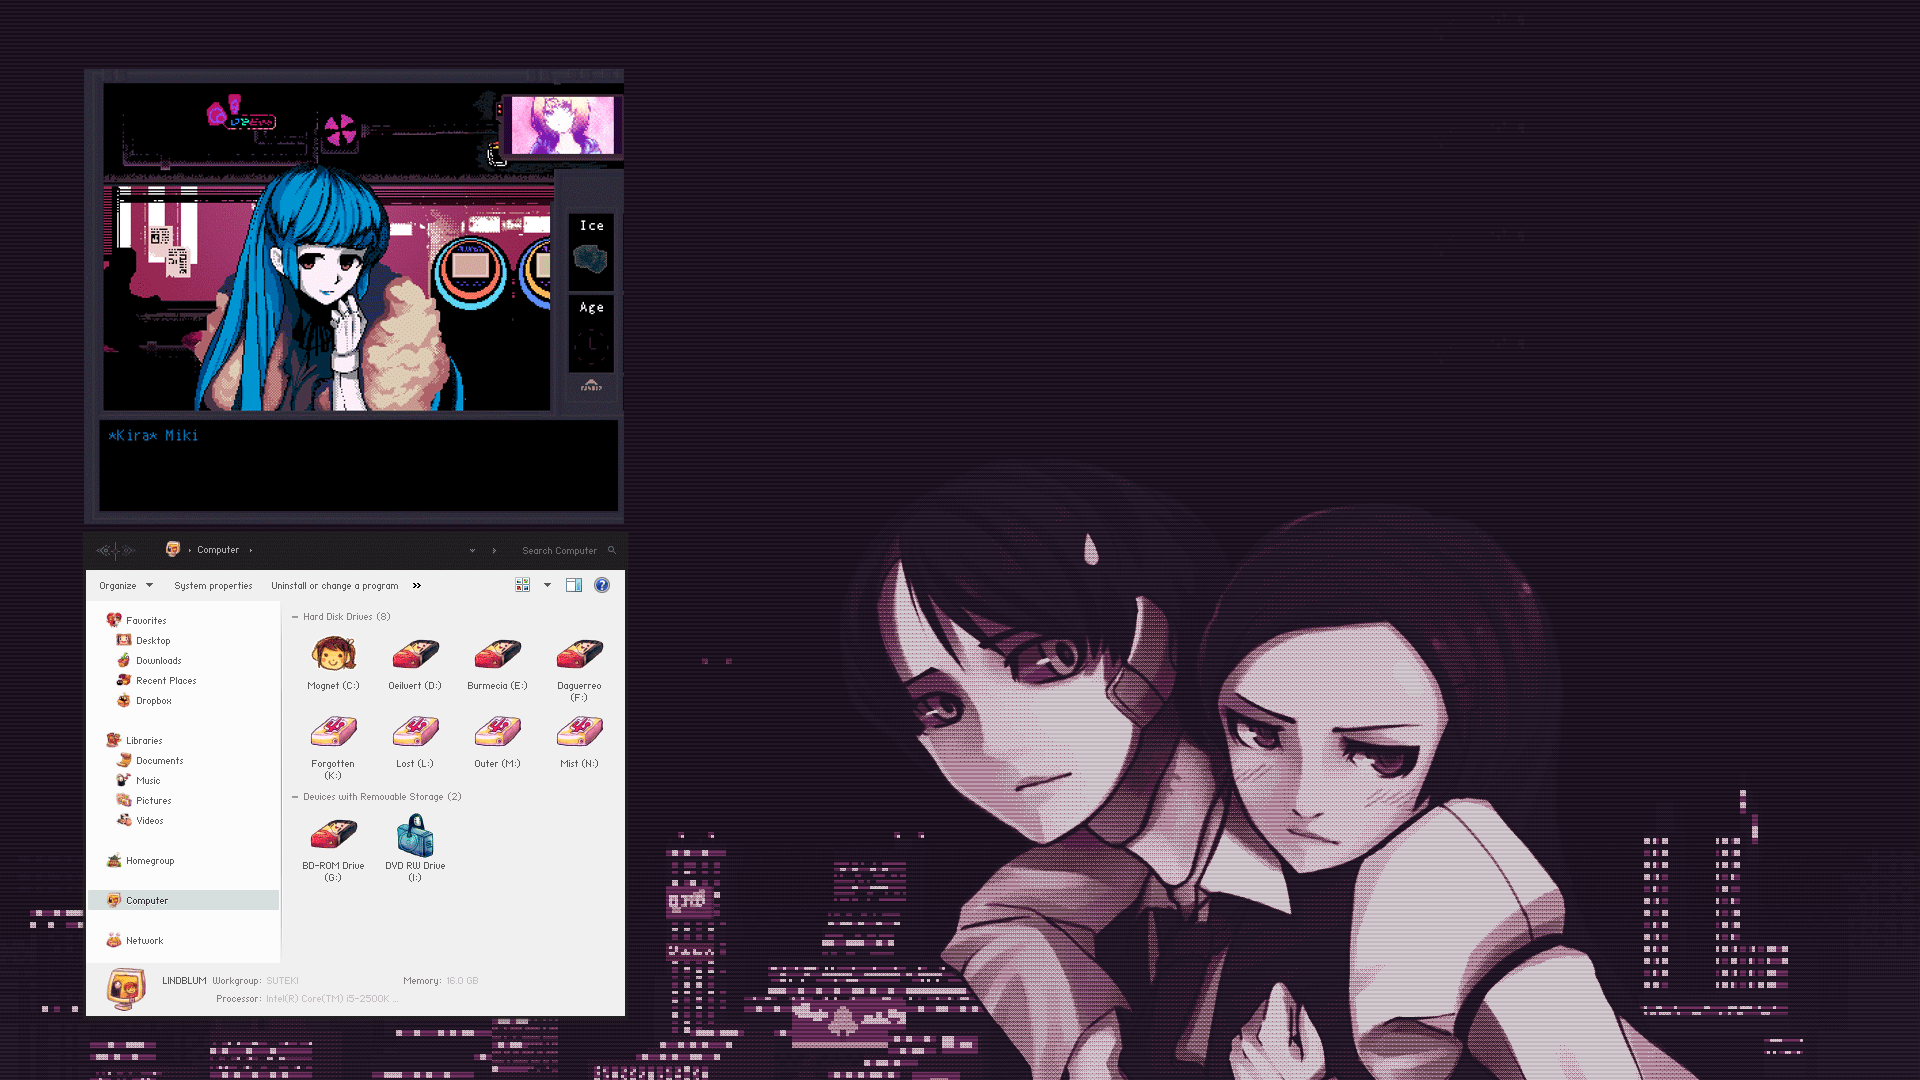 Ice
Age
*Kira* Miki
Computer
Search Computer
Organize
System properties
Uninstall or change a program
»
Favorites
Desktop
Downloads
Recent Places
Dropbox
Libraries
Documents
Music
Pictures
Videos
Homegroup
Computer
Network
Hard Disk Drives (8)
Mognet (C:)
Oeilvert (D:)
Burmecia (E:)
Daguerreo
(F:)
Forgotten
(K:)
Lost (L:)
Outer (M:)
Mist (N:)
Devices with Removable Storage (2)
BD-ROM Drive
(G:)
DVD RW Drive
(I:)
LINDBLUM Workgroup: SUTEKI
Memory: 16.0 GB
Processor: Intel(R) Core(TM) i5-2500K ...